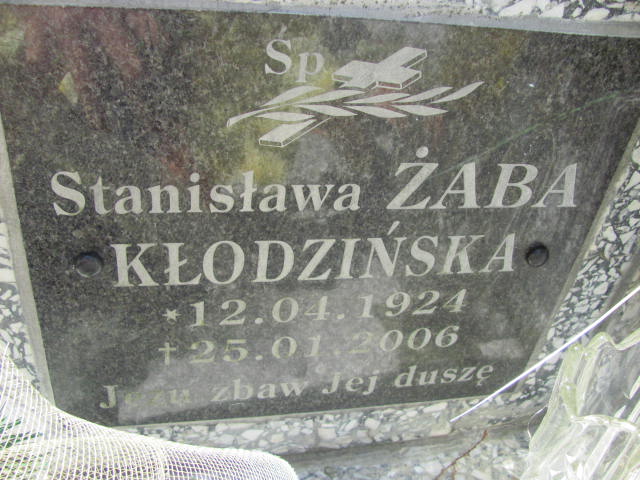 Śp
Stanisława ŻABA
KŁODZIŃSKA
* 12.04.1924
† 25.01.2006
Jezu zbaw Jej duszę